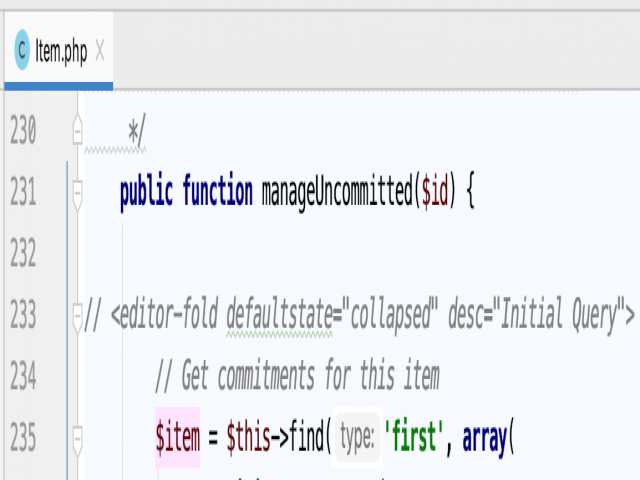 C Item.php ×
230 */
231 public function manageUncommitted($id) {
232
233 // <editor-fold defaultstate="collapsed" desc="Initial Query">
234 // Get commitments for this item
235 $item = $this->find( type: 'first', array(